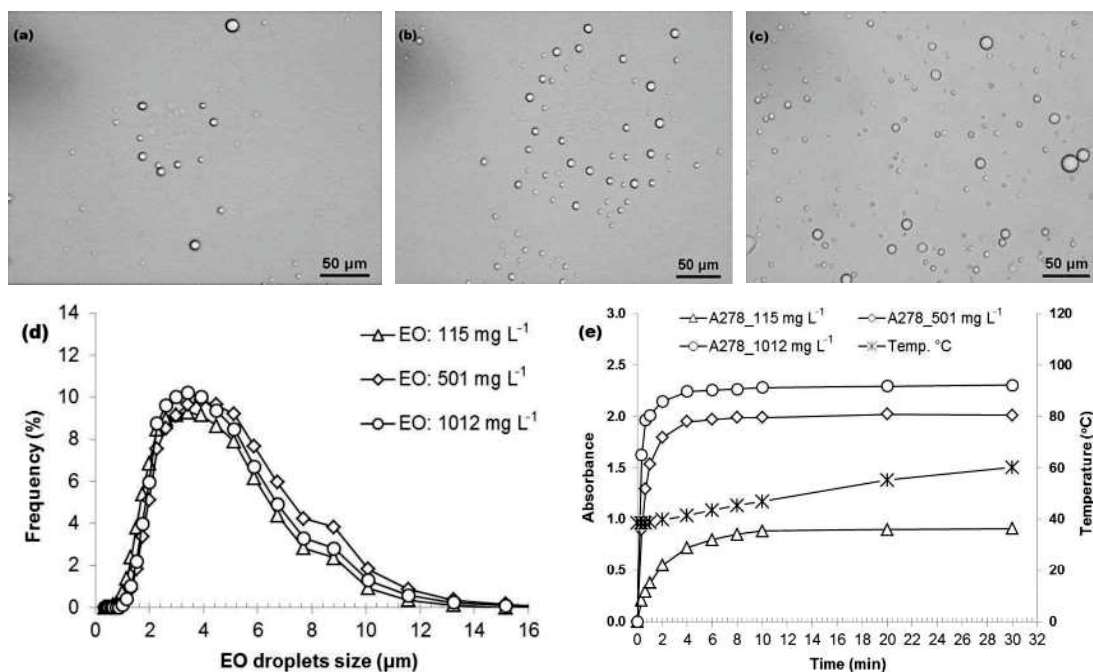 (a)
50 µm
(b)
50 µm
(c)
50 µm
(d)
14
12
10
8
6
4
2
0
Frequency (%)
EO: 115 mg L⁻¹
EO: 501 mg L⁻¹
EO: 1012 mg L⁻¹
0 2 4 6 8 10 12 14 16
EO droplets size (µm)
(e)
A278_115 mg L⁻¹
A278_501 mg L⁻¹
A278_1012 mg L⁻¹
Temp. °C
3.0
2.5
2.0
1.5
1.0
0.5
0.0
Absorbance
120
100
80
60
40
20
0
Temperature (°C)
0 2 4 6 8 10 12 14 16 18 20 22 24 26 28 30 32
Time (min)